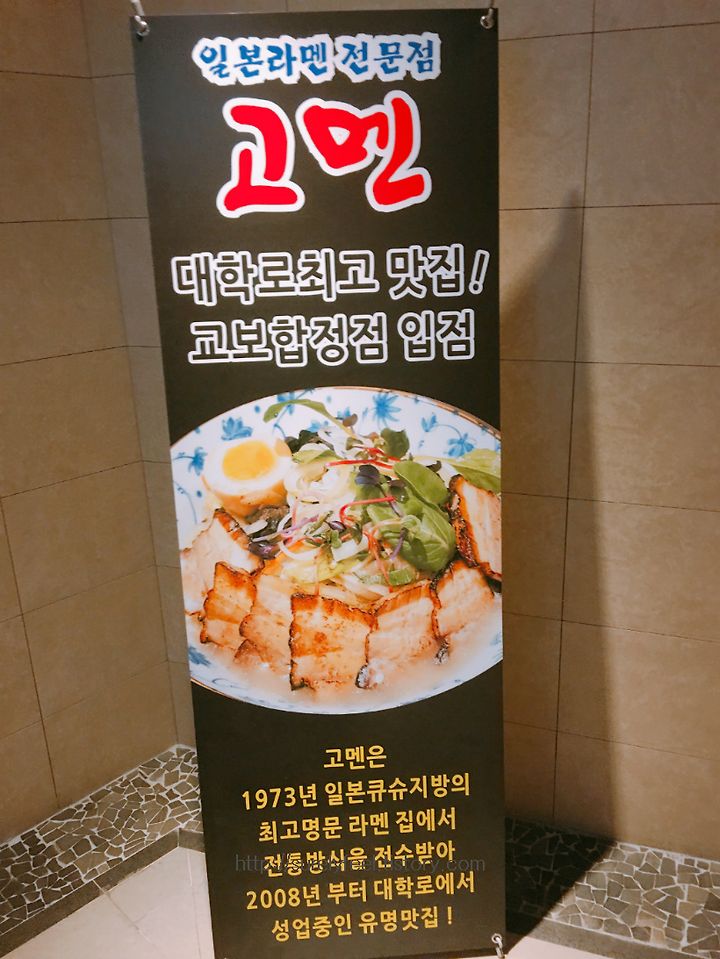 일본라멘 전문점
고멘
대학로최고 맛집!
교보합정점 입점
고멘은
1973년 일본큐슈지방의
최고명문 라멘 집에서
전통방식을 전수받아
2008년 부터 대학로에서
성업중인 유명맛집!